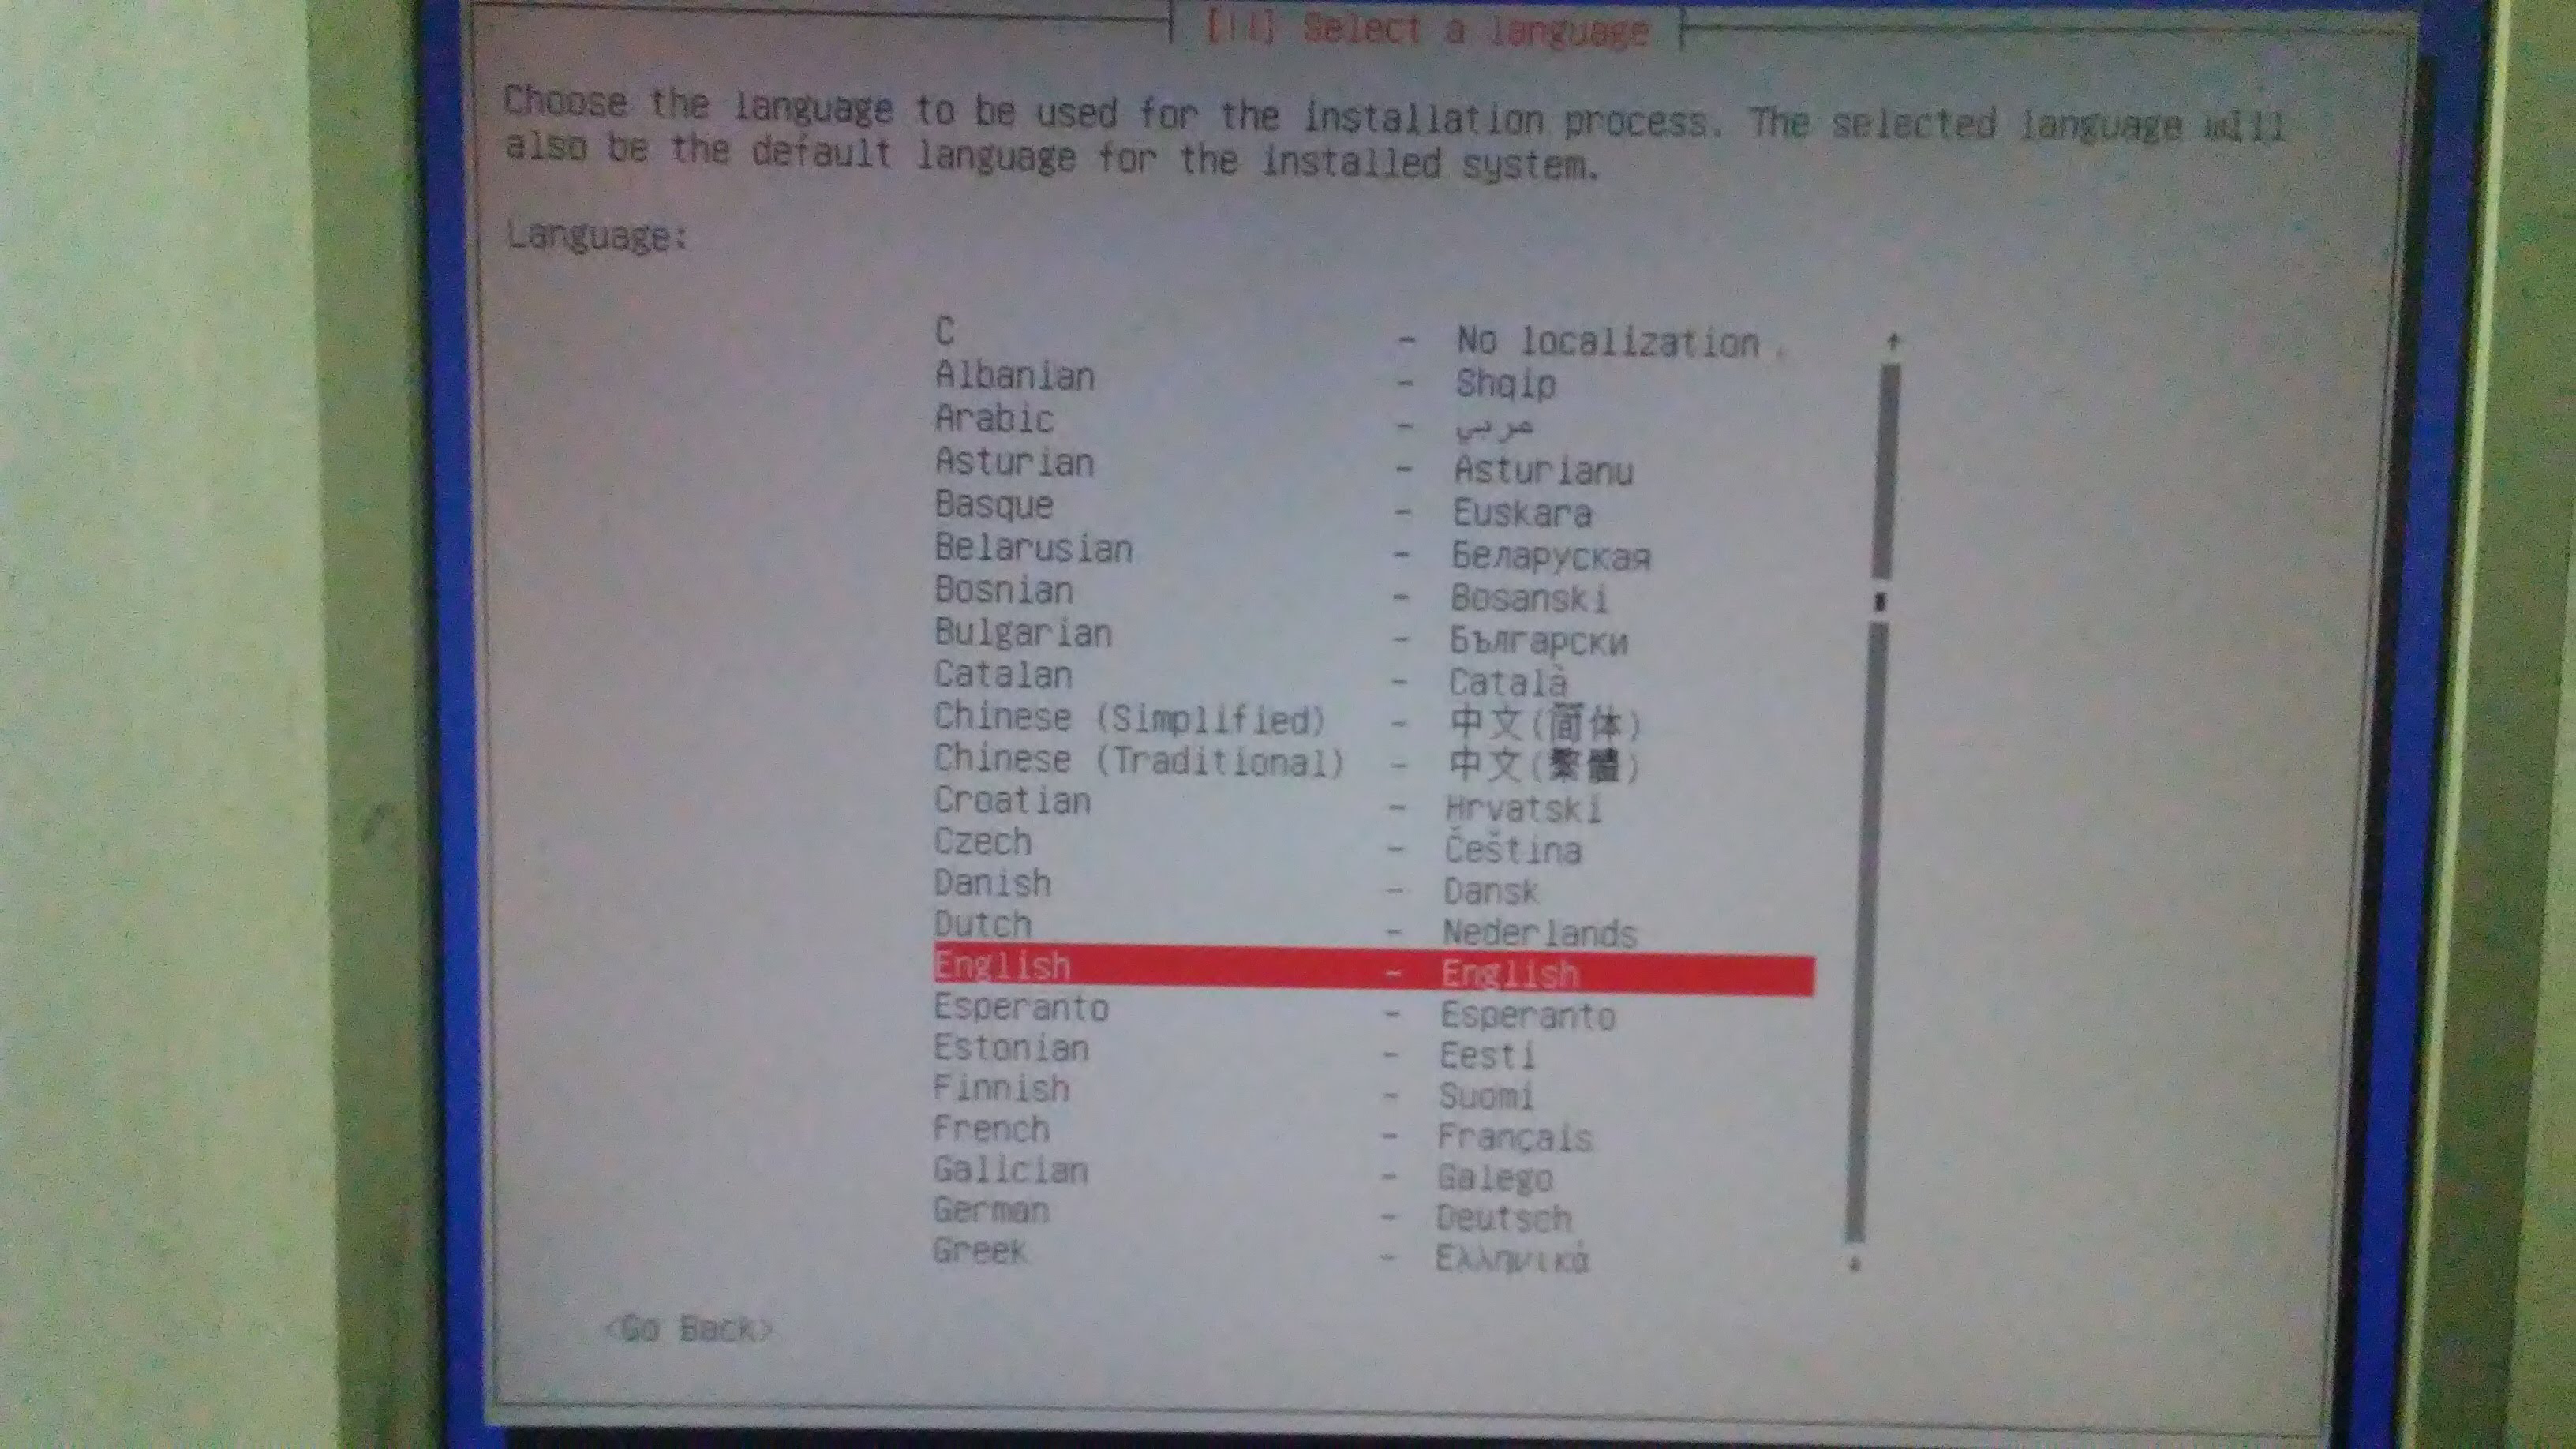 [!!] Select a language
Choose the language to be used for the installation process. The selected language will
also be the default language for the installed system.
Language:
C - No localization
Albanian - Shqip
Arabic - عربي
Asturian - Asturianu
Basque - Euskara
Belarusian - Беларуская
Bosnian - Bosanski
Bulgarian - Български
Catalan - Català
Chinese (Simplified) - 中文(简体)
Chinese (Traditional) - 中文(繁體)
Croatian - Hrvatski
Czech - Čeština
Danish - Dansk
Dutch - Nederlands
English - English
Esperanto - Esperanto
Estonian - Eesti
Finnish - Suomi
French - Français
Galician - Galego
German - Deutsch
Greek - Ελληνικά
<Go Back>